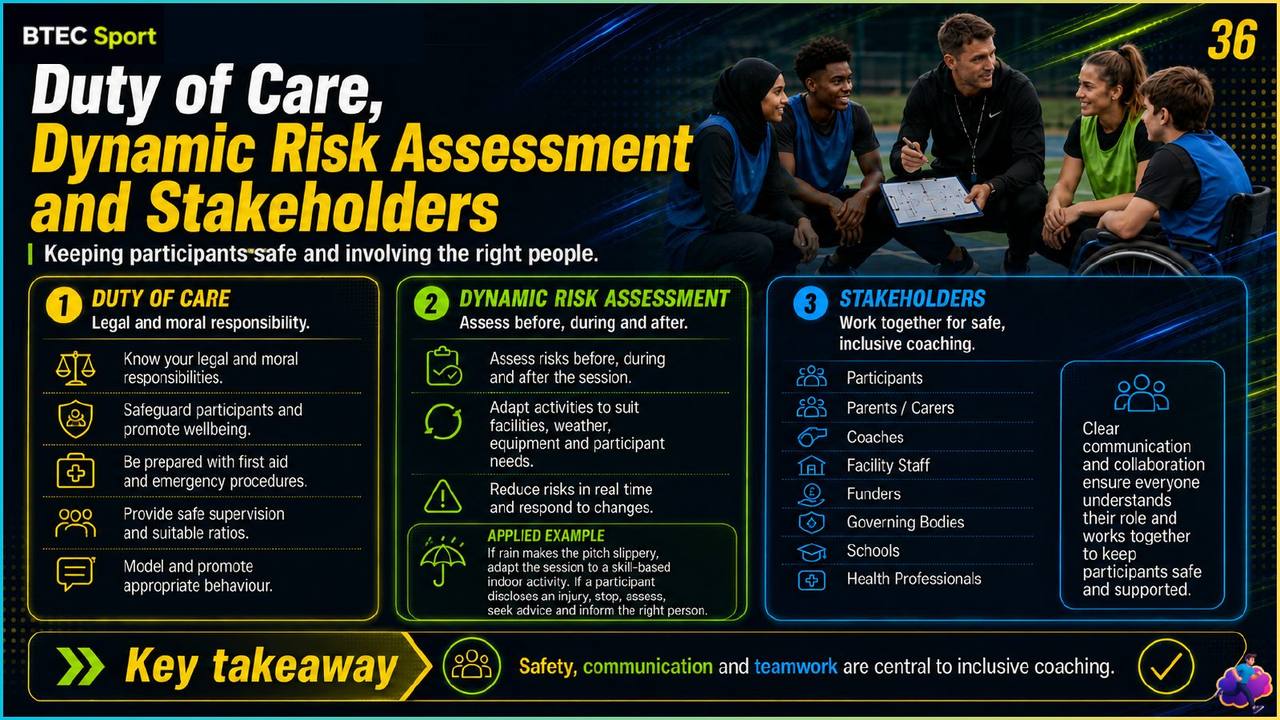 BTEC Sport
36
Duty of Care,
Dynamic Risk Assessment
and Stakeholders
Keeping participants safe and involving the right people.
1 DUTY OF CARE
Legal and moral responsibility.
Know your legal and moral
responsibilities.
Safeguard participants and
promote wellbeing.
Be prepared with first aid
and emergency procedures.
Provide safe supervision
and suitable ratios.
Model and promote
appropriate behaviour.
2 DYNAMIC RISK ASSESSMENT
Assess before, during and after.
Assess risks before, during
and after the session.
Adapt activities to suit
facilities, weather,
equipment and participant
needs.
Reduce risks in real time
and respond to changes.
APPLIED EXAMPLE
If rain makes the pitch slippery,
adapt the session to a skill-based
indoor activity. If a participant
discloses an injury, stop, assess,
seek advice and inform the right person.
3 STAKEHOLDERS
Work together for safe,
inclusive coaching.
Participants
Parents / Carers
Coaches
Facility Staff
Funders
Governing Bodies
Schools
Health Professionals
Clear
communication
and collaboration
ensure everyone
understands
their role and
works together
to keep
participants safe
and supported.
Key takeaway
Safety, communication and teamwork are central to inclusive coaching.